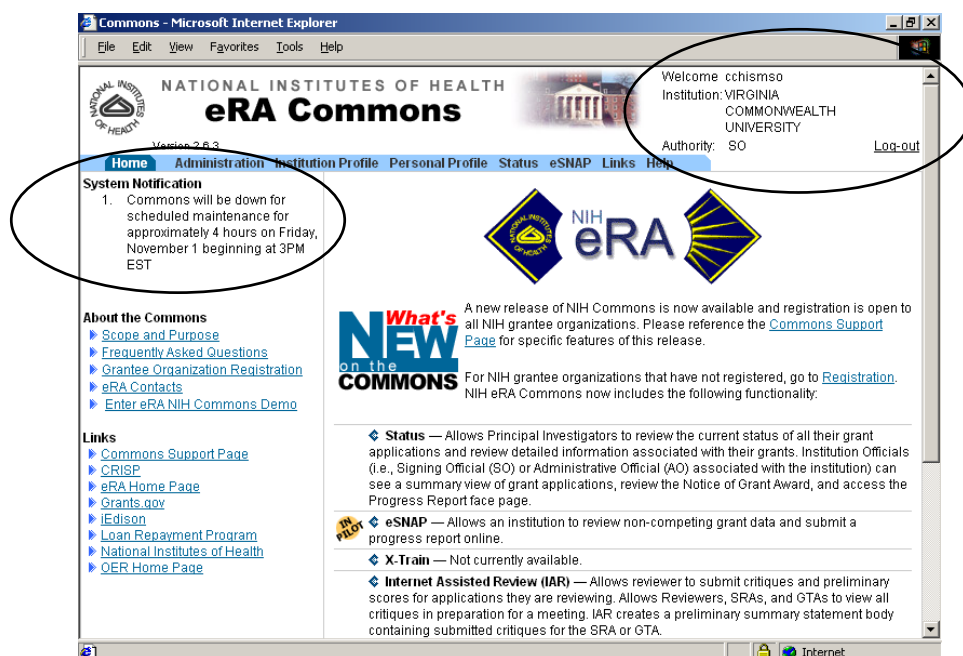 Commons - Microsoft Internet Explorer
File Edit View Favorites Tools Help
NATIONAL INSTITUTES OF HEALTH
eRA Commons
NATIONAL INSTITUTES OF HEALTH
Version 2.6.3
Welcome cchismso
Institution: VIRGINIA
COMMONWEALTH
UNIVERSITY
Authority: SO Log-out
Home Administration Institution Profile Personal Profile Status eSNAP Links Help
System Notification
1. Commons will be down for
scheduled maintenance for
approximately 4 hours on Friday,
November 1 beginning at 3PM
EST
About the Commons
Scope and Purpose
Frequently Asked Questions
Grantee Organization Registration
eRA Contacts
Enter eRA NIH Commons Demo
Links
Commons Support Page
CRISP
eRA Home Page
Grants.gov
iEdison
Loan Repayment Program
National Institutes of Health
OER Home Page
NATIONAL INSTITUTES OF HEALTH
NIH
eRA
What's
NEW
on the
COMMONS
A new release of NIH Commons is now available and registration is open to
all NIH grantee organizations. Please reference the Commons Support
Page for specific features of this release.
For NIH grantee organizations that have not registered, go to Registration.
NIH eRA Commons now includes the following functionality:
Status — Allows Principal Investigators to review the current status of all their grant
applications and review detailed information associated with their grants. Institution Officials
(i.e., Signing Official (SO) or Administrative Official (AO) associated with the institution) can
see a summary view of grant applications, review the Notice of Grant Award, and access the
Progress Report face page.
IN PILOT
eSNAP — Allows an institution to review non-competing grant data and submit a
progress report online.
X-Train — Not currently available.
Internet Assisted Review (IAR) — Allows reviewer to submit critiques and preliminary
scores for applications they are reviewing. Allows Reviewers, SRAs, and GTAs to view all
critiques in preparation for a meeting. IAR creates a preliminary summary statement body
containing submitted critiques for the SRA or GTA.
Internet